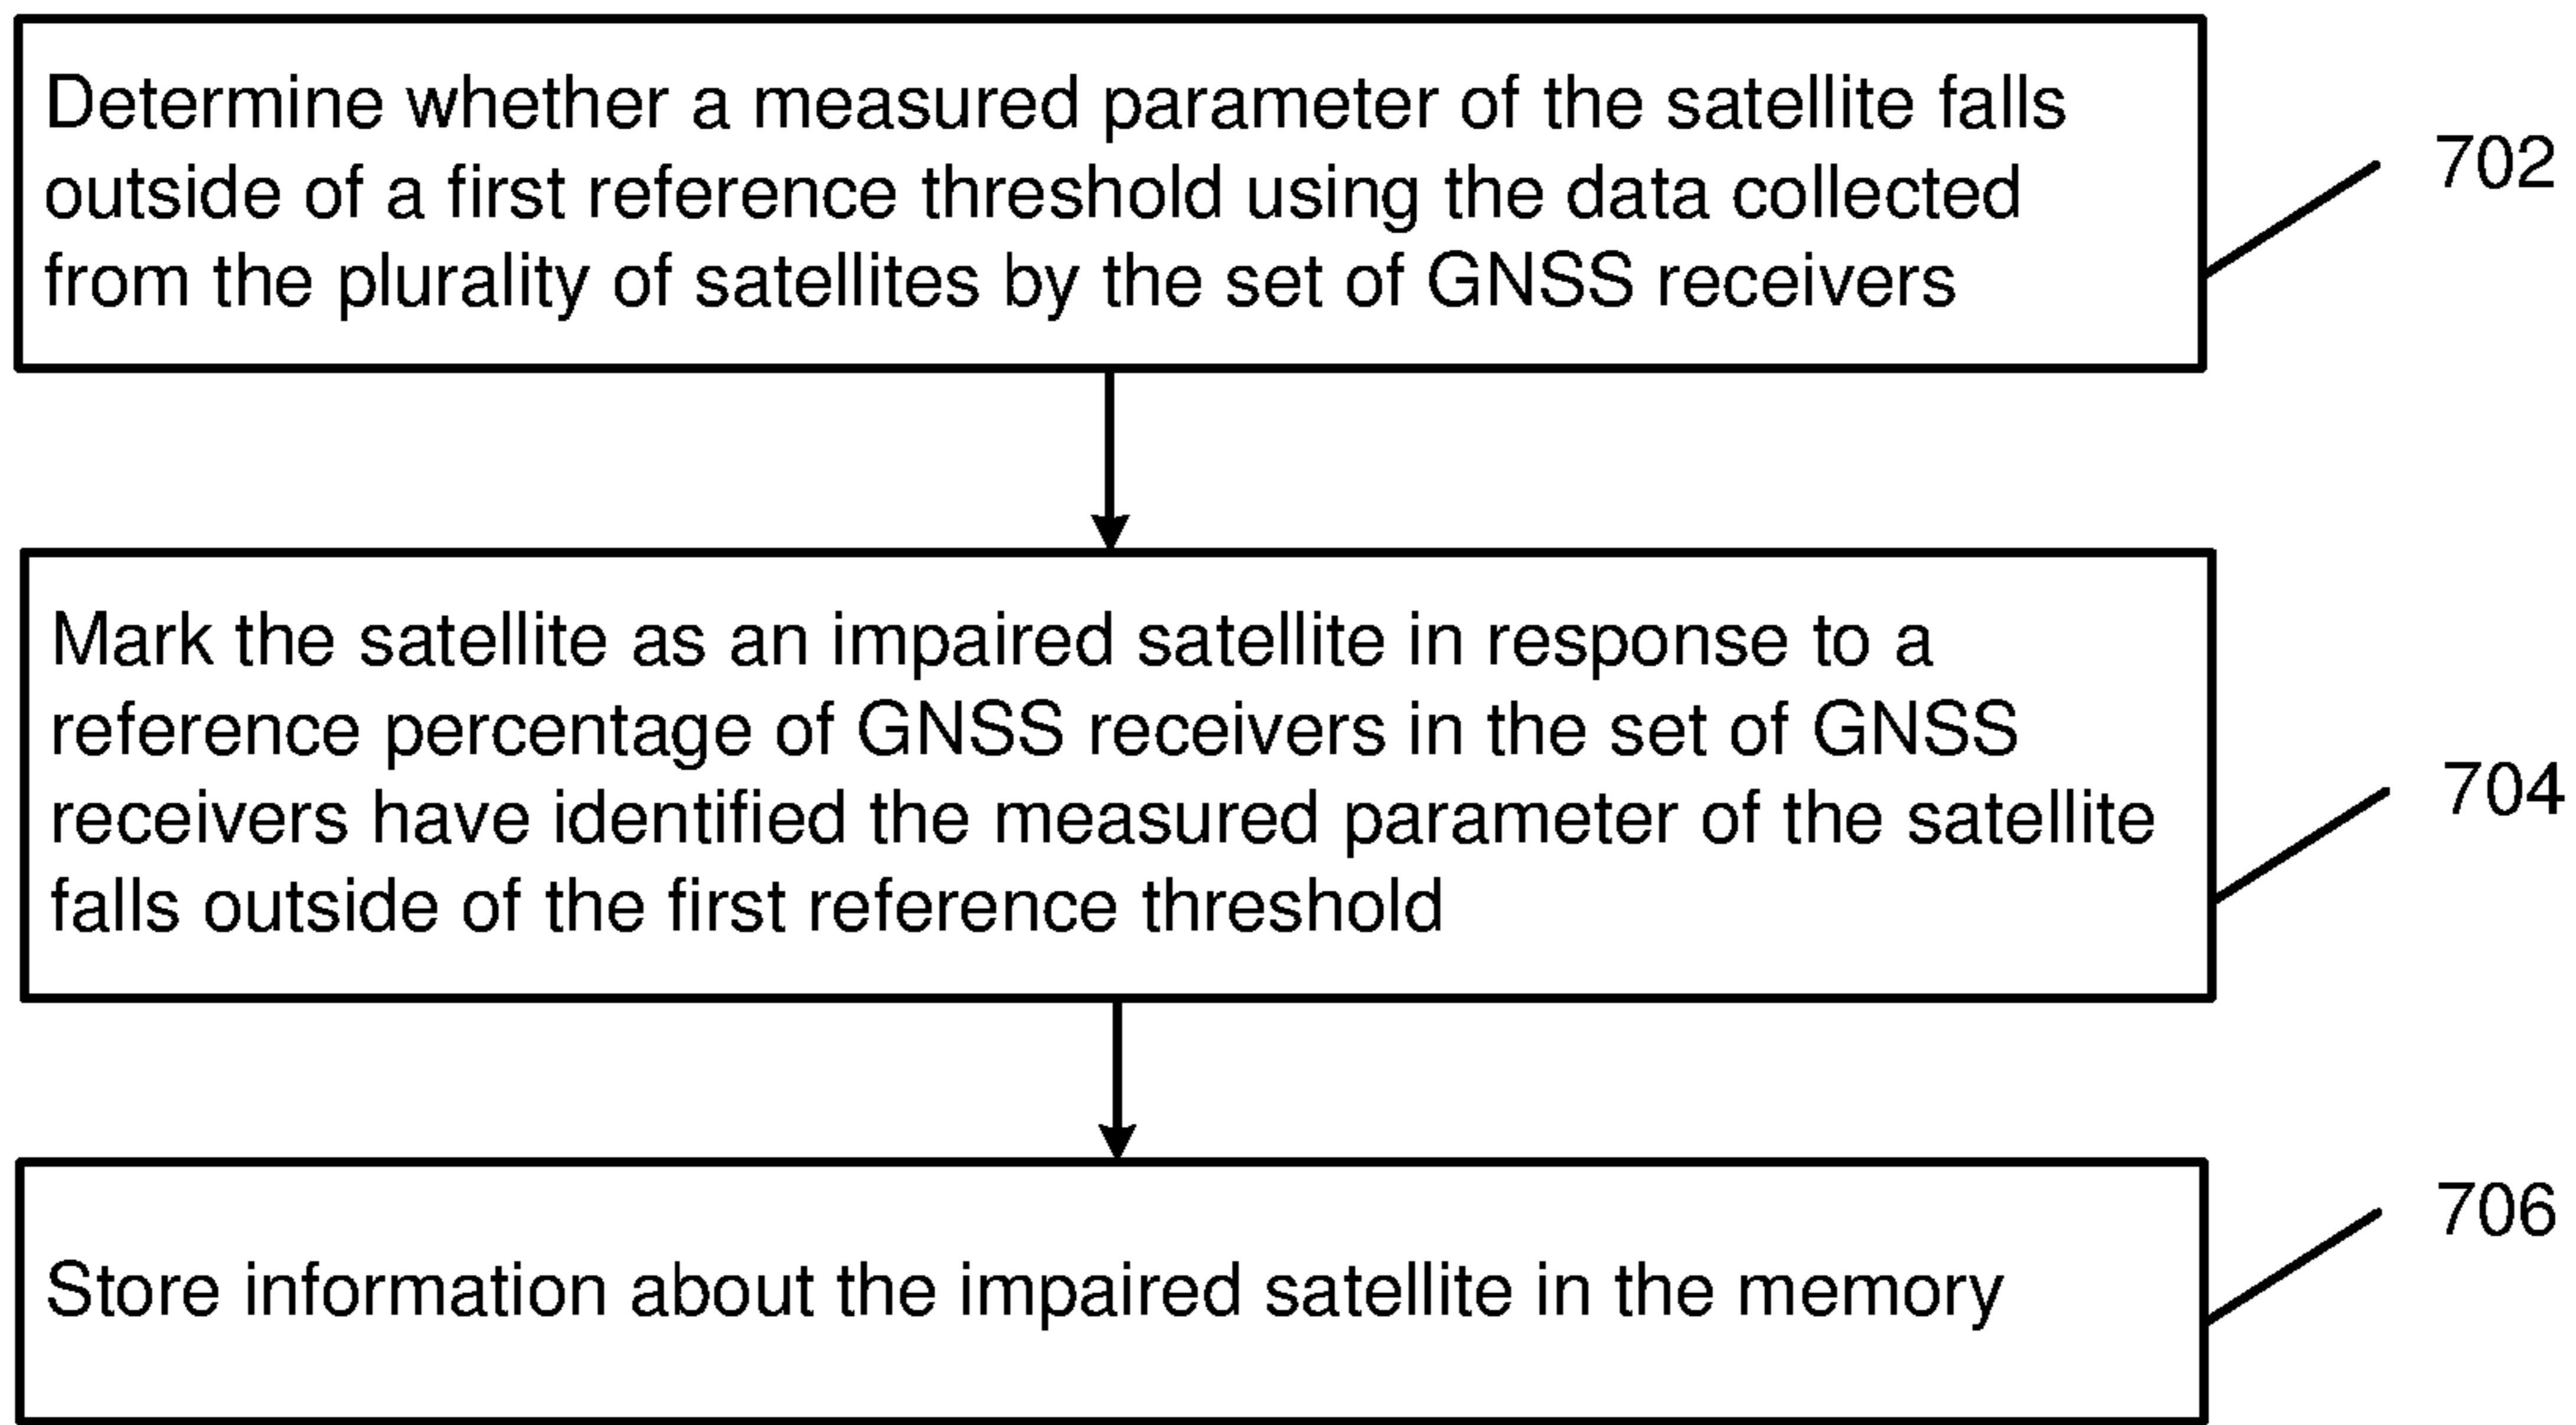 Determine whether a measured parameter of the satellite falls
outside of a first reference threshold using the data collected
from the plurality of satellites by the set of GNSS receivers
702
Mark the satellite as an impaired satellite in response to a
reference percentage of GNSS receivers in the set of GNSS
receivers have identified the measured parameter of the satellite
falls outside of the first reference threshold
704
Store information about the impaired satellite in the memory
706